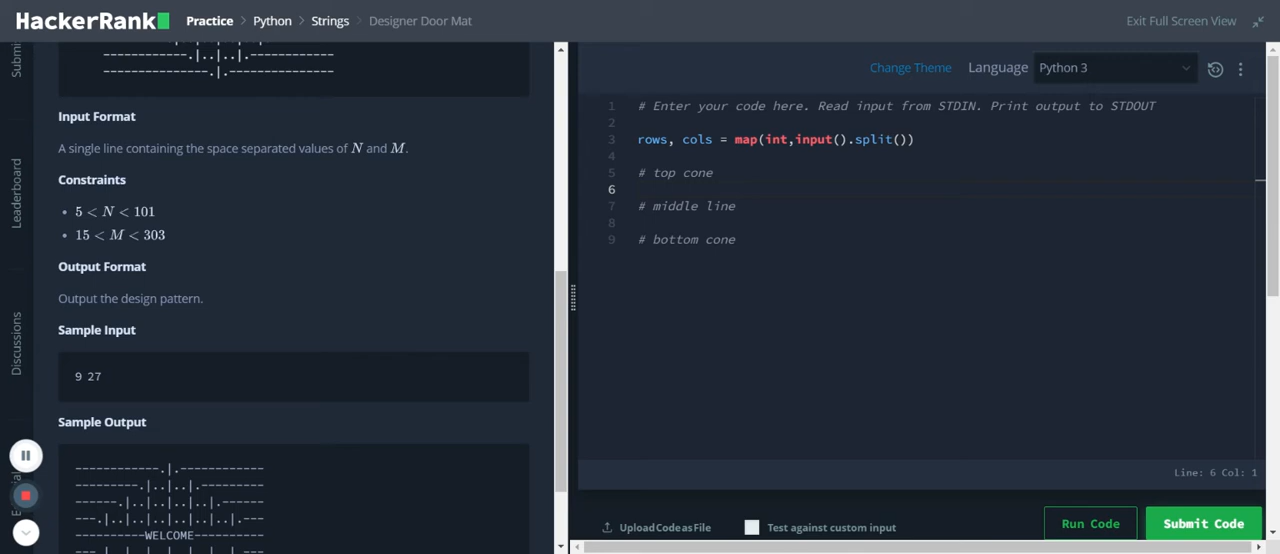 HackerRank Practice > Python > Strings > Designer Door Mat Exit Full Screen View
Submi
Leaderboard
Discussions
------------.|..|..|.------------
---------------.|.---------------
Input Format
A single line containing the space separated values of N and M.
Constraints
• 5 < N < 101
• 15 < M < 303
Output Format
Output the design pattern.
Sample Input
9 27
Sample Output
------------.|.------------
---------.|..|..|.---------
------.|..|..|..|..|.------
---.|..|..|..|..|..|..|.---
----------WELCOME----------
Change Theme Language Python 3
1 # Enter your code here. Read input from STDIN. Print output to STDOUT
2
3 rows, cols = map(int,input().split())
4
5 # top cone
6
7 # middle line
8
9 # bottom cone
Line: 6 Col: 1
Upload Code as File Test against custom input Run Code Submit Code